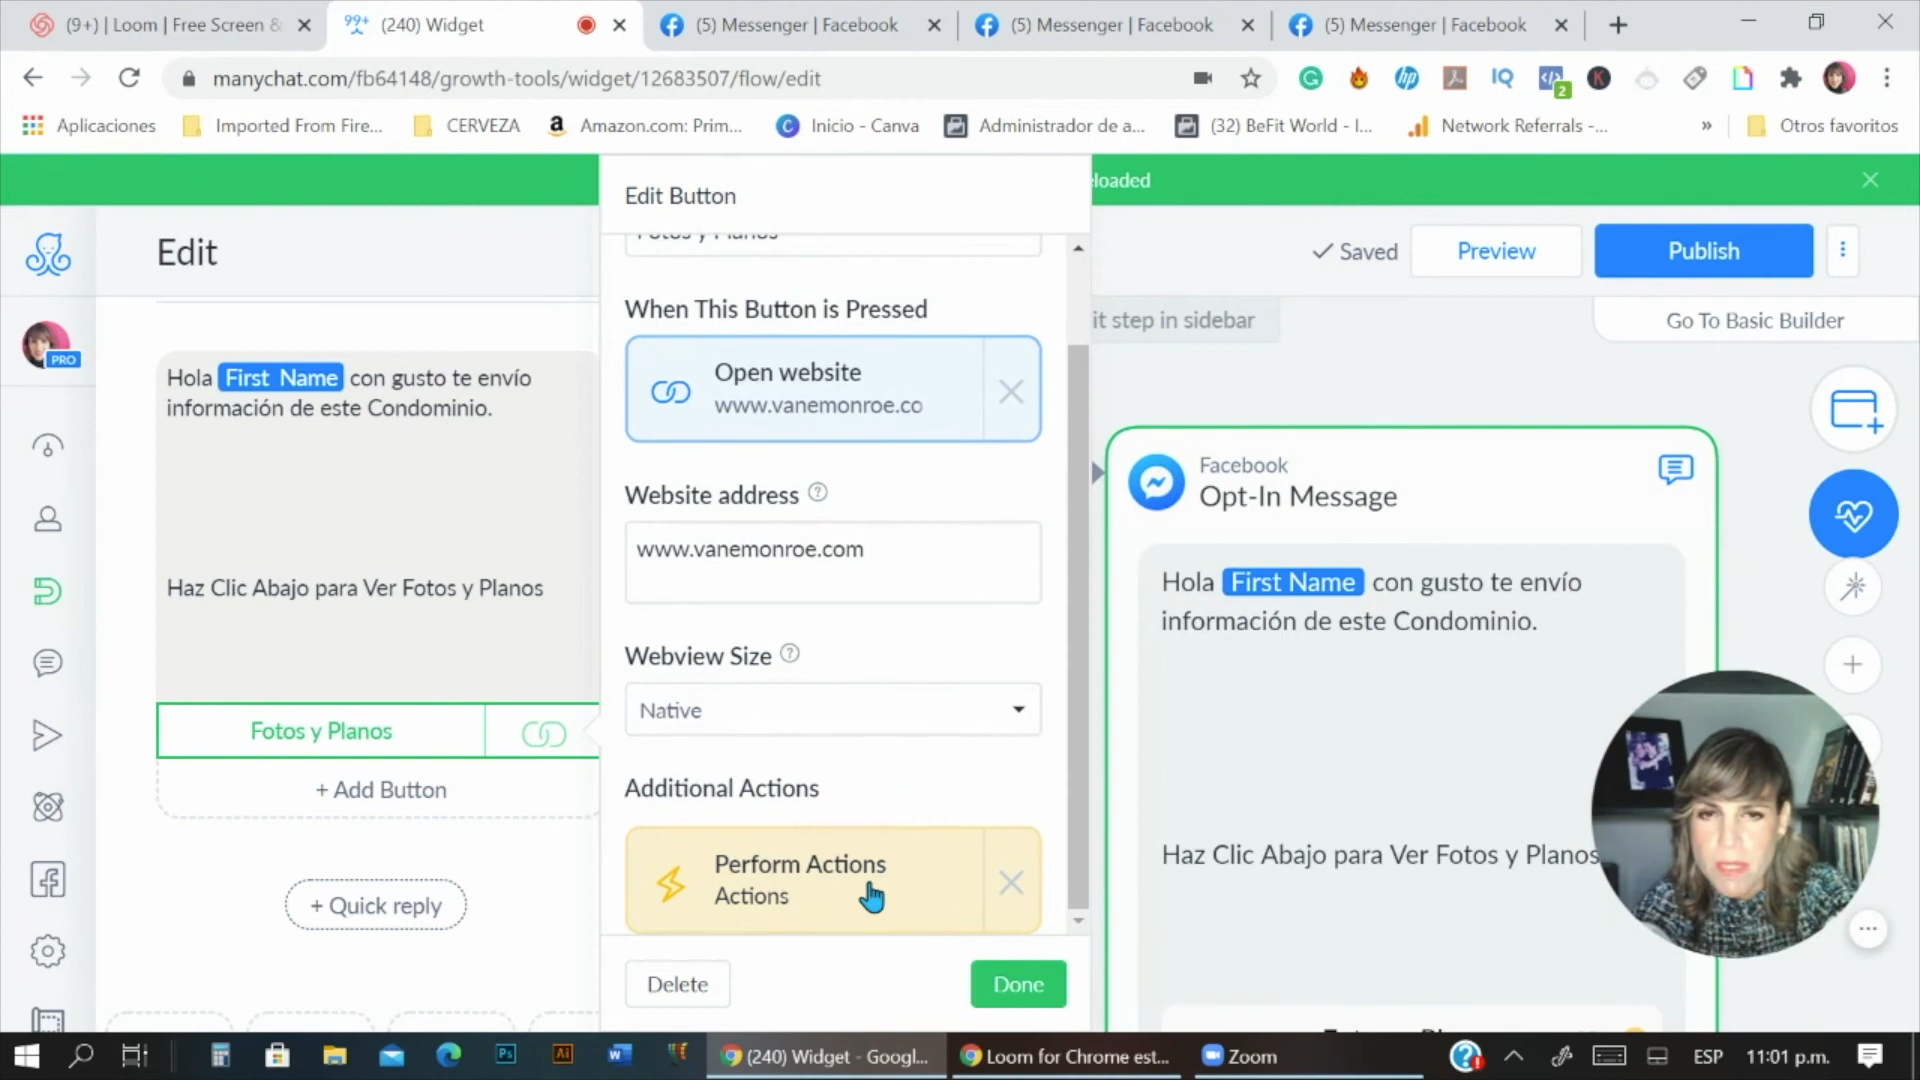 (9+) | Loom | Free Screen &
99+
(240) Widget
(5) Messenger | Facebook
(5) Messenger | Facebook
(5) Messenger | Facebook
manychat.com/fb64148/growth-tools/widget/12683507/flow/edit
IQ
2
K
Aplicaciones
Imported From Fire...
CERVEZA
Amazon.com: Prim...
Inicio - Canva
Administrador de a...
(32) BeFit World - I...
Network Referrals -...
»
Otros favoritos
eloaded
Edit Button
Edit
Saved
Preview
Publish
PRO
it step in sidebar
Go To Basic Builder
When This Button is Pressed
Open website
www.vanemonroe.co
Website address
www.vanemonroe.com
Webview Size
Native
Additional Actions
Perform Actions
Actions
Delete
Done
Hola First Name con gusto te envío
información de este Condominio.
Haz Clic Abajo para Ver Fotos y Planos
Fotos y Planos
+ Add Button
+ Quick reply
Facebook
Opt-In Message
Hola First Name con gusto te envío
información de este Condominio.
Haz Clic Abajo para Ver Fotos y Planos
Ps
Ai
(240) Widget - Googl...
Loom for Chrome est...
Zoom
ESP
11:01 p.m.